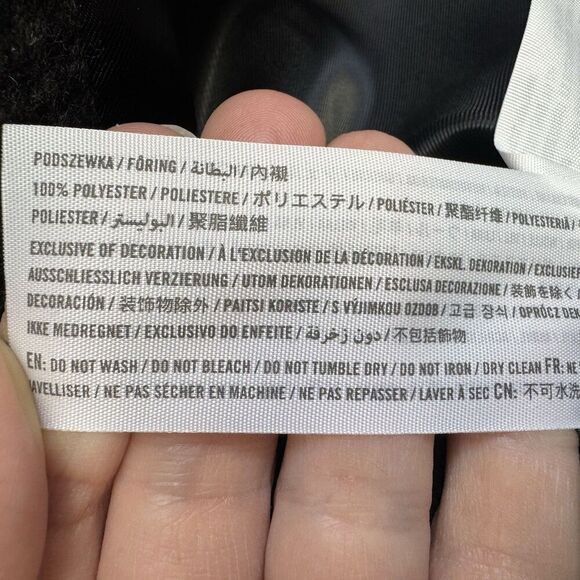 PODSZEWKA / FÖRING / البطانة / 內襯
100% POLYESTER / POLIESTERE / ポリエステル / POLIÉSTER / 聚酯纤维 / POLYESTERIÄ /
POLIESTER / البوليستر / 聚脂纖維
EXCLUSIVE OF DECORATION / À L'EXCLUSION DE LA DÉCORATION / EKSKL. DEKORATION / EXCLUSIEF
AUSSCHLIESSLICH VERZIERUNG / UTOM DEKORATIONEN / ESCLUSA DECORAZIONE / 装飾を除く /
DECORACIÓN / 装饰物除外 / PAITSI KORISTE / S VÝJIMKOU OZDOB / 고급 장식 / OPRÓCZ DEK
IKKE MEDREGNET / EXCLUSIVO DO ENFEITE / دون زخرفة / 不包括飾物
EN: DO NOT WASH / DO NOT BLEACH / DO NOT TUMBLE DRY / DO NOT IRON / DRY CLEAN FR: NE
JAVELLISER / NE PAS SÉCHER EN MACHINE / NE PAS REPASSER / LAVER À SEC CN: 不可水洗